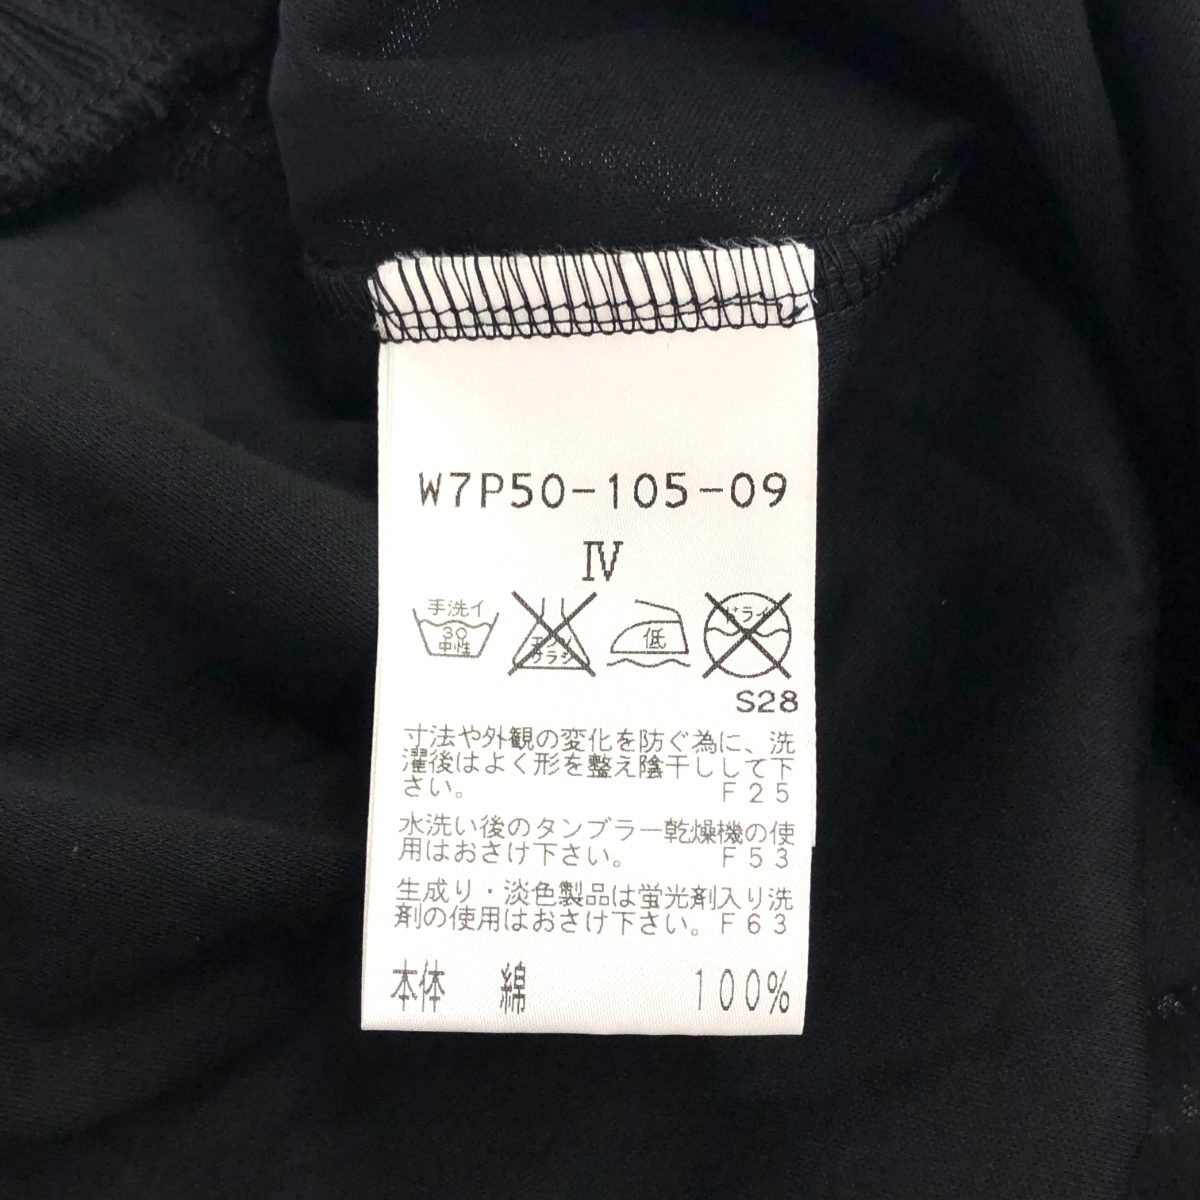 W7P50-105-09
Ⅳ
手洗イ
30
中性
エンソ
サラシ
低
ドライ
S28
寸法や外観の変化を防ぐ為に、洗
濯後はよく形を整え陰干しして下
さい。 F25
水洗い後のタンブラー乾燥機の使
用はおさけ下さい。 F53
生成り・淡色製品は蛍光剤入り洗
剤の使用はおさけ下さい。F63
本体 綿 100%